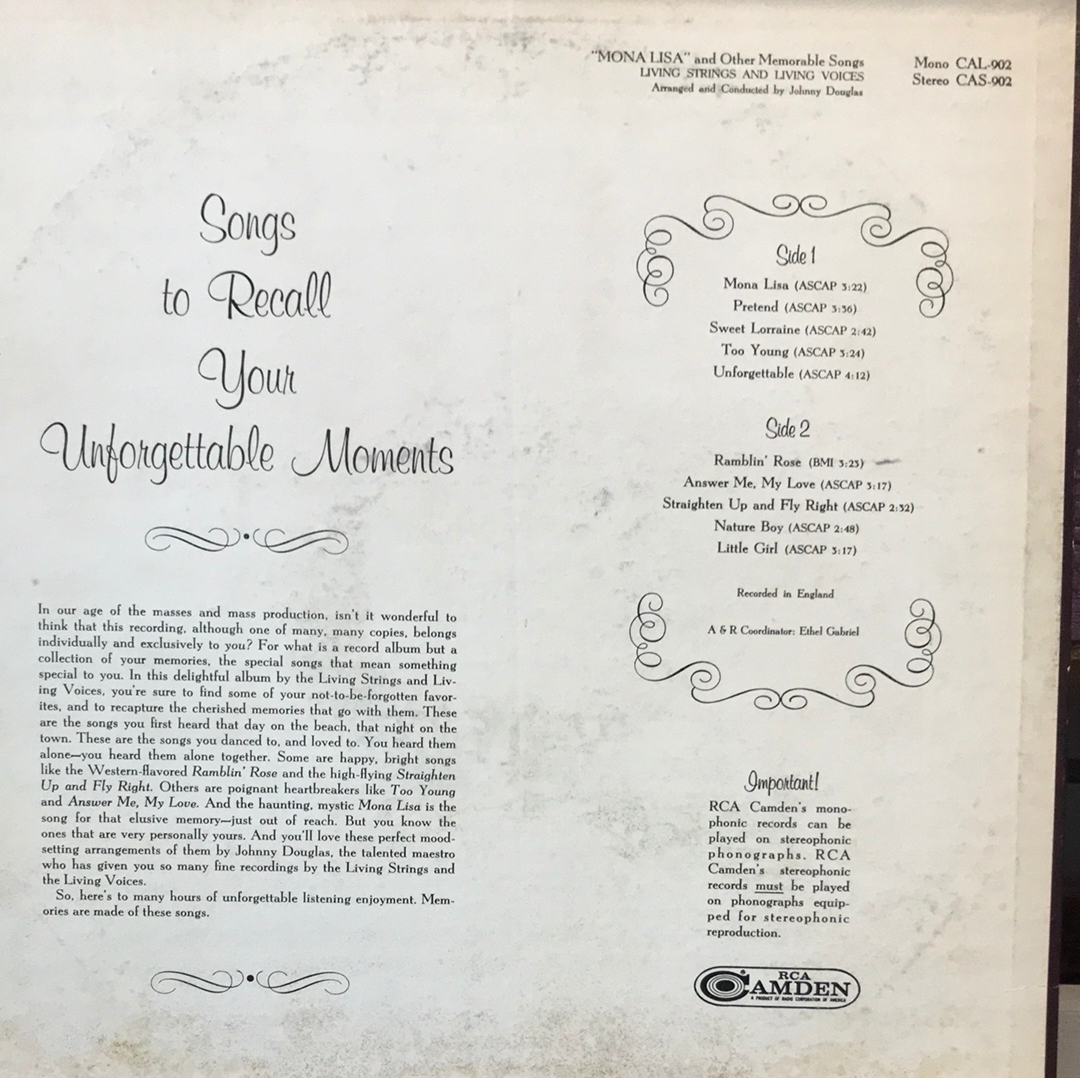 "MONA LISA" and Other Memorable Songs
LIVING STRINGS AND LIVING VOICES
Arranged and Conducted by Johnny Douglas
Mono CAL-902
Stereo CAS-902
Songs
to Recall
Your
Unforgettable Moments
In our age of the masses and mass production, isn't it wonderful to
think that this recording, although one of many, many copies, belongs
individually and exclusively to you? For what is a record album but a
collection of your memories, the special songs that mean something
special to you. In this delightful album by the Living Strings and Liv-
ing Voices, you're sure to find some of your not-to-be-forgotten favor-
ites, and to recapture the cherished memories that go with them. These
are the songs you first heard that day on the beach, that night on the
town. These are the songs you danced to, and loved to. You heard them
alone—you heard them alone together. Some are happy, bright songs
like the Western-flavored Ramblin' Rose and the high-flying Straighten
Up and Fly Right. Others are poignant heartbreakers like Too Young
and Answer Me, My Love. And the haunting, mystic Mona Lisa is the
song for that elusive memory—just out of reach. But you know the
ones that are very personally yours. And you'll love these perfect mood-
setting arrangements of them by Johnny Douglas, the talented maestro
who has given you so many fine recordings by the Living Strings and
the Living Voices.
So, here's to many hours of unforgettable listening enjoyment. Mem-
ories are made of these songs.
Side 1
Mona Lisa (ASCAP 3:22)
Pretend (ASCAP 3:36)
Sweet Lorraine (ASCAP 2:42)
Too Young (ASCAP 3:24)
Unforgettable (ASCAP 4:12)
Side 2
Ramblin' Rose (BMI 3:23)
Answer Me, My Love (ASCAP 3:17)
Straighten Up and Fly Right (ASCAP 2:32)
Nature Boy (ASCAP 2:48)
Little Girl (ASCAP 3:17)
Recorded in England
A & R Coordinator: Ethel Gabriel
Important!
RCA Camden's mono-
phonic records can be
played on stereophonic
phonographs. RCA
Camden's stereophonic
records must be played
on phonographs equip-
ped for stereophonic
reproduction.
RCA
CAMDEN
A PRODUCT OF RADIO CORPORATION OF AMERICA